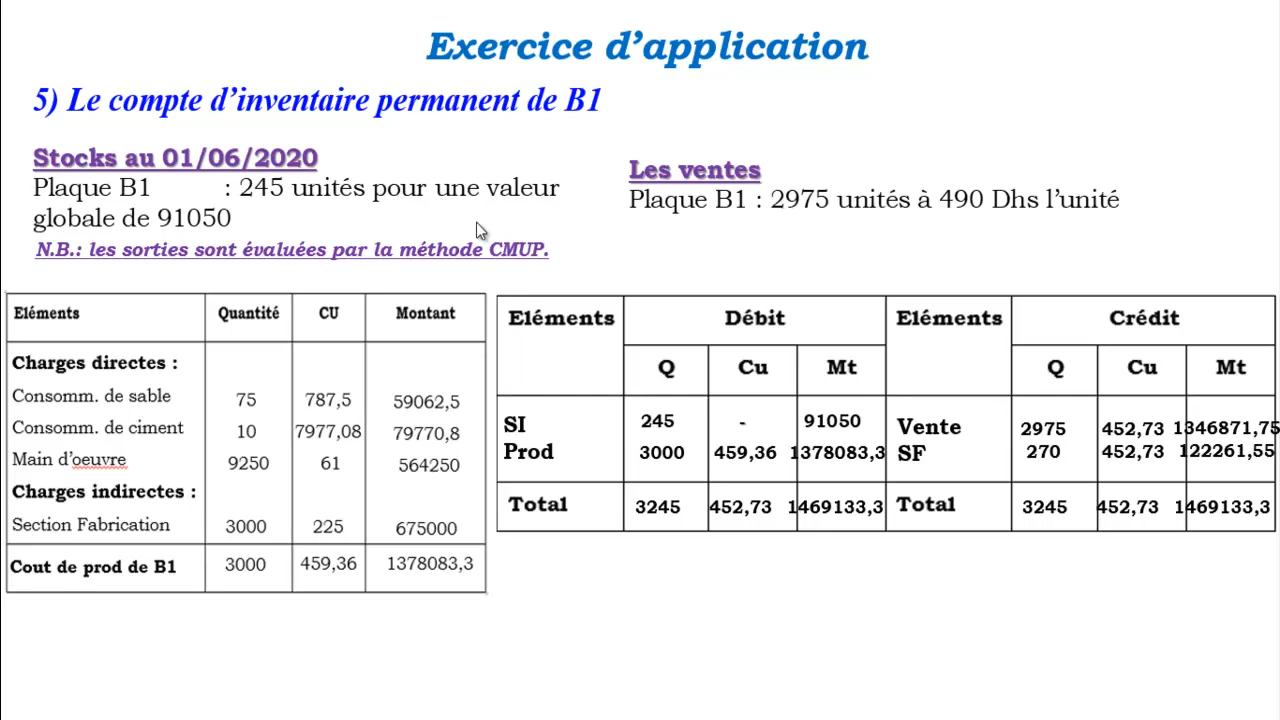 Exercice d'application
5) Le compte d'inventaire permanent de B1
Stocks au 01/06/2020
Plaque B1 : 245 unités pour une valeur
globale de 91050
N.B.: les sorties sont évaluées par la méthode CMUP.
Les ventes
Plaque B1 : 2975 unités à 490 Dhs l'unité
Eléments Quantité CU Montant
Charges directes :
Consomm. de sable 75 787,5 59062,5
Consomm. de ciment 10 7977,08 79770,8
Main d'oeuvre 9250 61 564250
Charges indirectes :
Section Fabrication 3000 225 675000
Cout de prod de B1 3000 459,36 1378083,3
Eléments Débit Eléments Crédit
Q Cu Mt Q Cu Mt
SI 245 - 91050 Vente 2975 452,73 1346871,75
Prod 3000 459,36 1378083,3 SF 270 452,73 122261,55
Total 3245 452,73 1469133,3 Total 3245 452,73 1469133,3